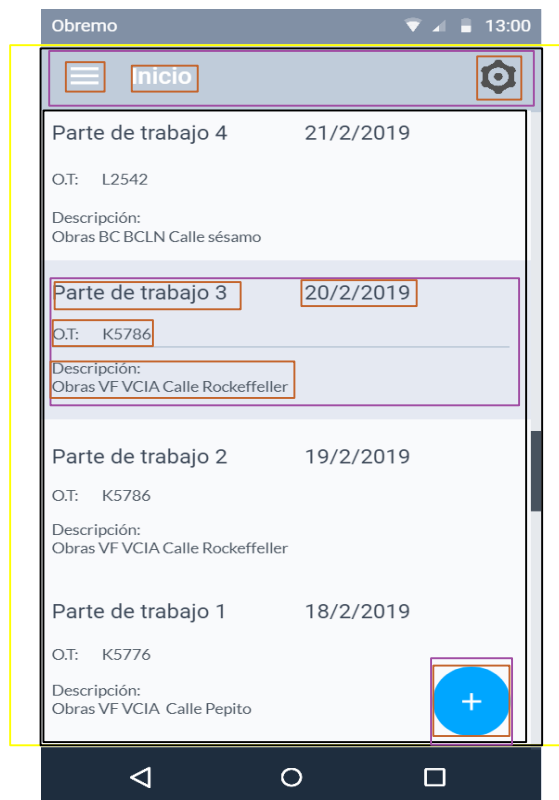 Obremo 13:00
Inicio
Parte de trabajo 4 21/2/2019
O.T: L2542
Descripción:
Obras BC BCLN Calle sésamo
Parte de trabajo 3 20/2/2019
O.T: K5786
Descripción:
Obras VF VCIA Calle Rockeffeller
Parte de trabajo 2 19/2/2019
O.T: K5786
Descripción:
Obras VF VCIA Calle Rockeffeller
Parte de trabajo 1 18/2/2019
O.T: K5776
Descripción:
Obras VF VCIA Calle Pepito
+